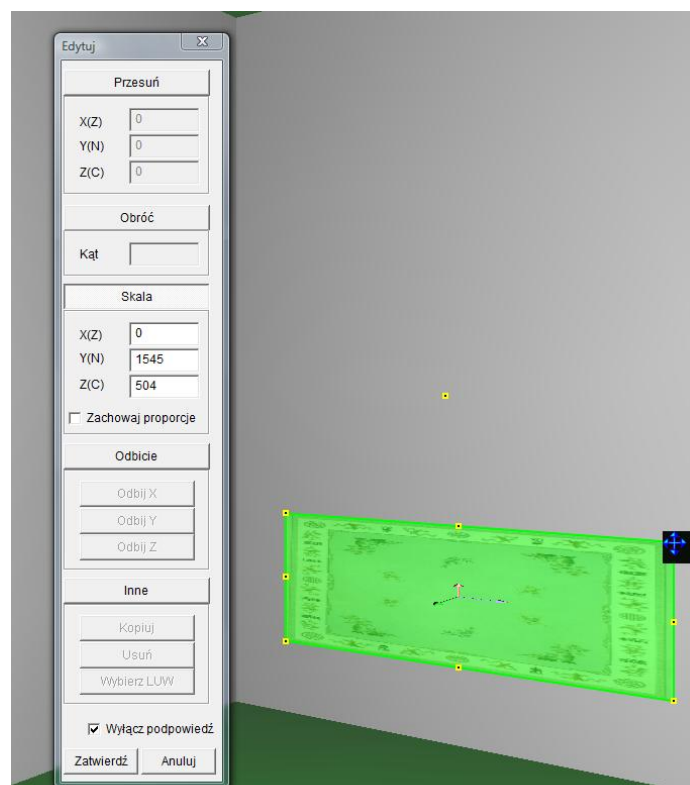 Edytuj
Przesuń
X(Z) 0
Y(N) 0
Z(C) 0
Obróć
Kąt
Skala
X(Z) 0
Y(N) 1545
Z(C) 504
Zachowaj proporcje
Odbicie
Odbij X
Odbij Y
Odbij Z
Inne
Kopiuj
Usuń
Wybierz LUW
Wyłącz podpowiedź
Zatwierdź Anuluj